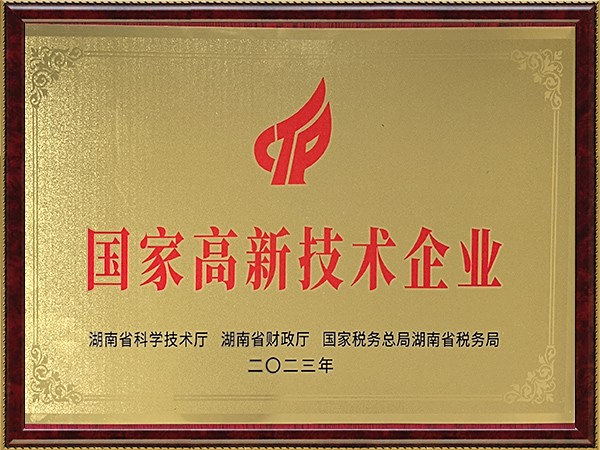 CTP
国家高新技术企业
湖南省科学技术厅 湖南省财政厅 国家税务总局湖南省税务局
二〇二三年